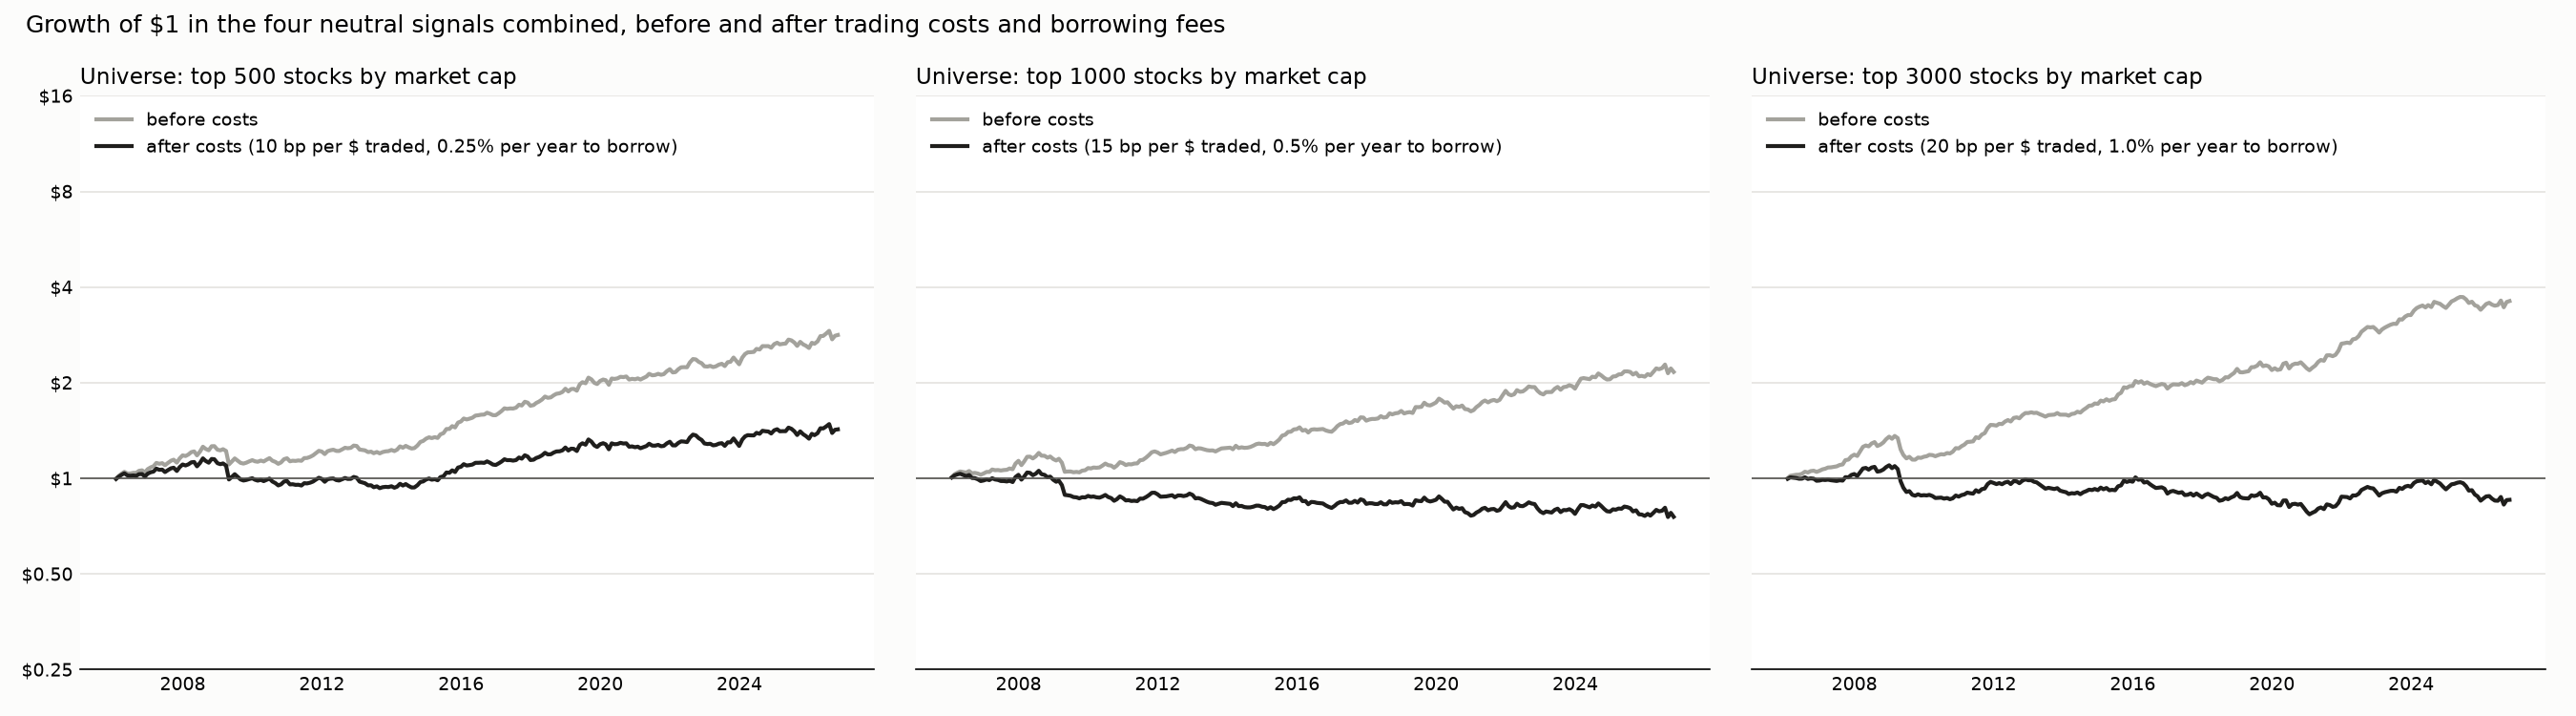 Growth of $1 in the four neutral signals combined, before and after trading costs and borrowing fees
Universe: top 500 stocks by market cap
before costs
after costs (10 bp per $ traded, 0.25% per year to borrow)
$16
$8
$4
$2
$1
$0.50
$0.25
2008
2012
2016
2020
2024
Universe: top 1000 stocks by market cap
before costs
after costs (15 bp per $ traded, 0.5% per year to borrow)
2008
2012
2016
2020
2024
Universe: top 3000 stocks by market cap
before costs
after costs (20 bp per $ traded, 1.0% per year to borrow)
2008
2012
2016
2020
2024